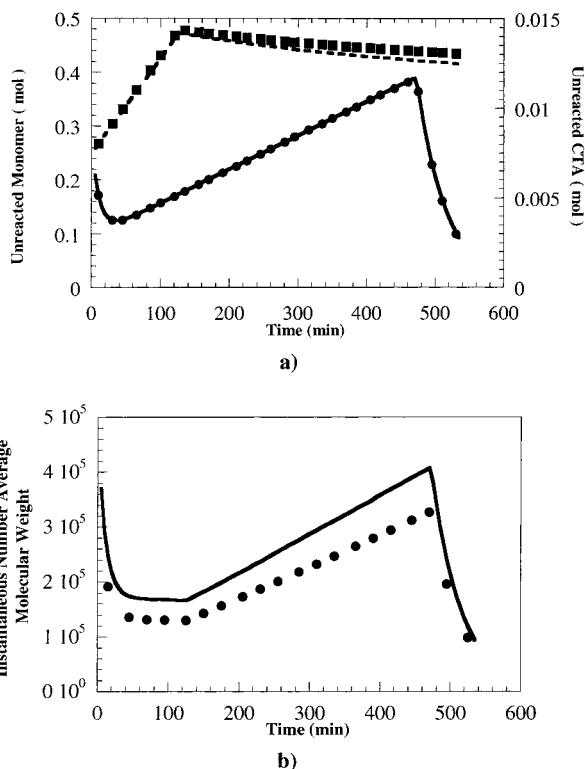 Unreacted Monomer ( mol )
0.5
0.4
0.3
0.2
0.1
0
0.015
0.01
0.005
0
Unreacted CTA ( mol )
0 100 200 300 400 500 600
Time (min)
a)
Instantaneous Number Average
Molecular Weight
5 10⁵
4 10⁵
3 10⁵
2 10⁵
1 10⁵
0 10⁰
0 100 200 300 400 500 600
Time (min)
b)